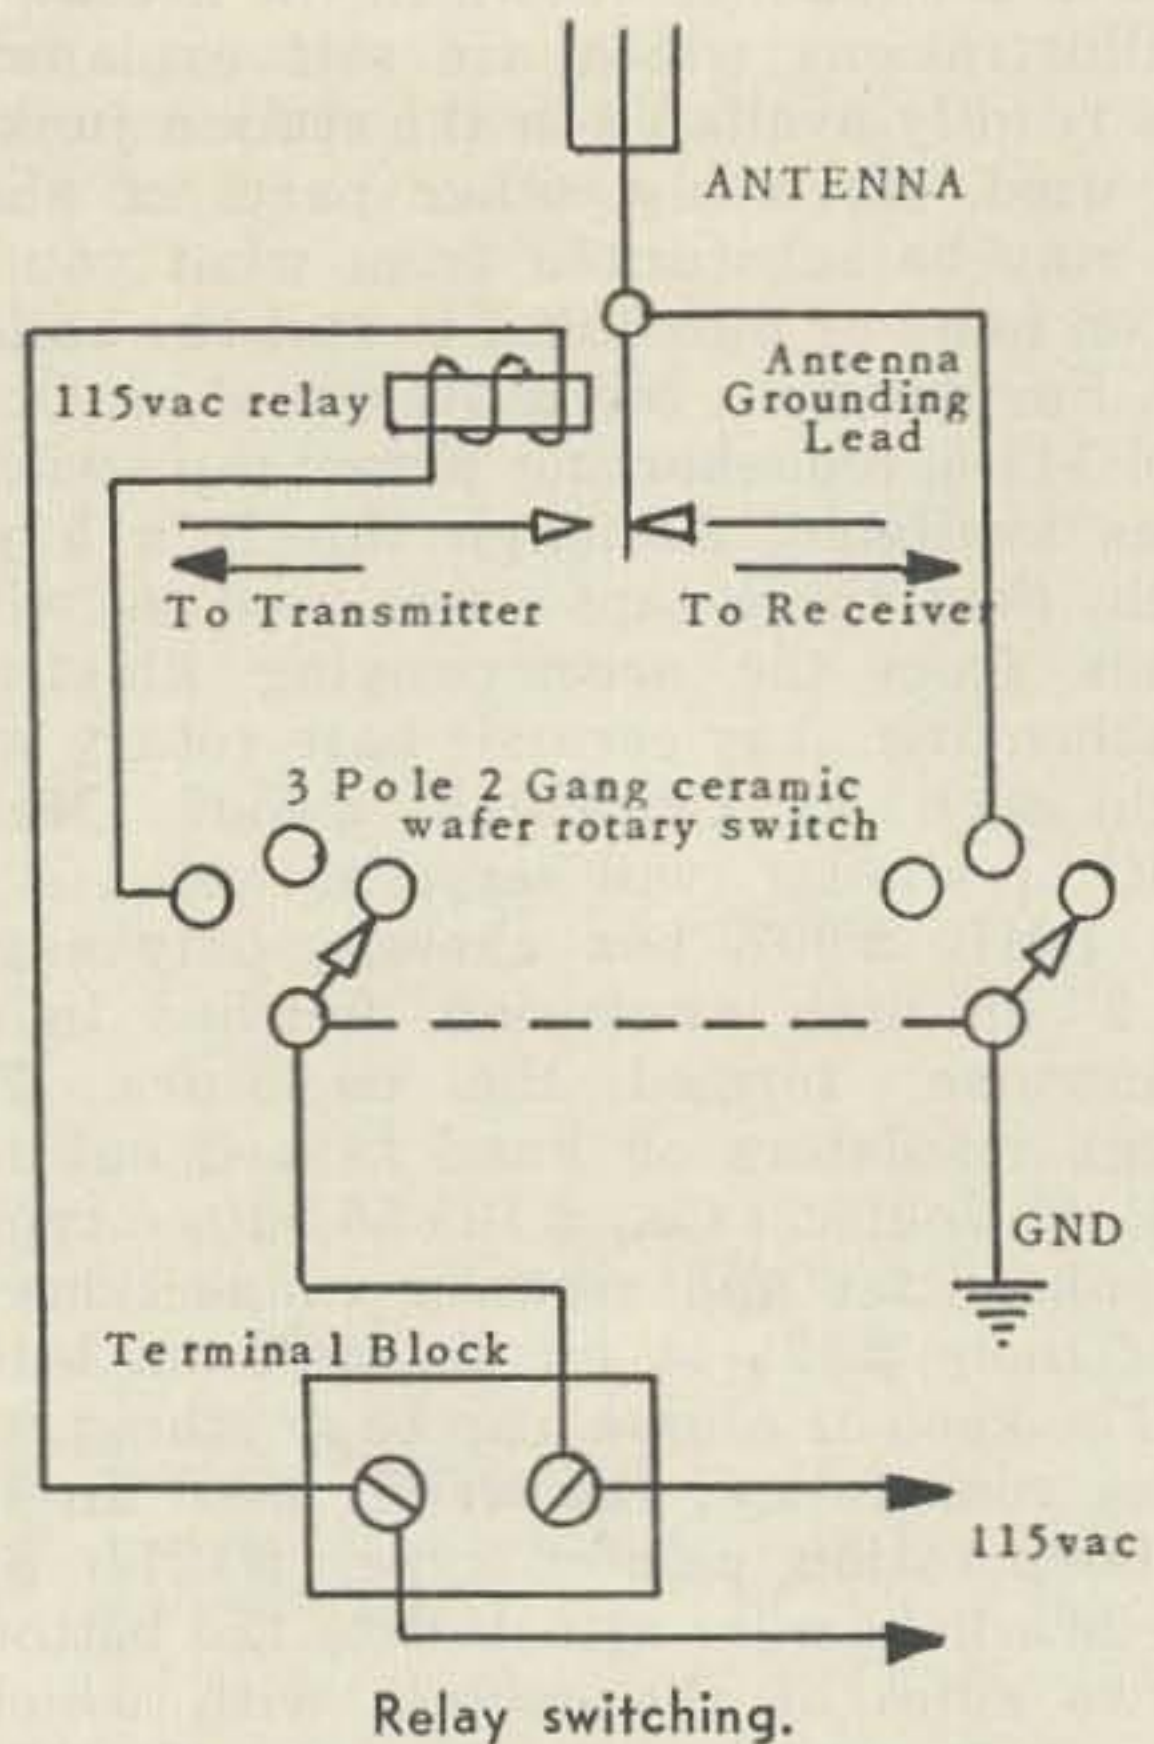 ANTENNA
115vac relay
Antenna
Grounding
Lead
To Transmitter
To Receiver
3 Pole 2 Gang ceramic
wafer rotary switch
GND
Terminal Block
115vac
Relay switching.